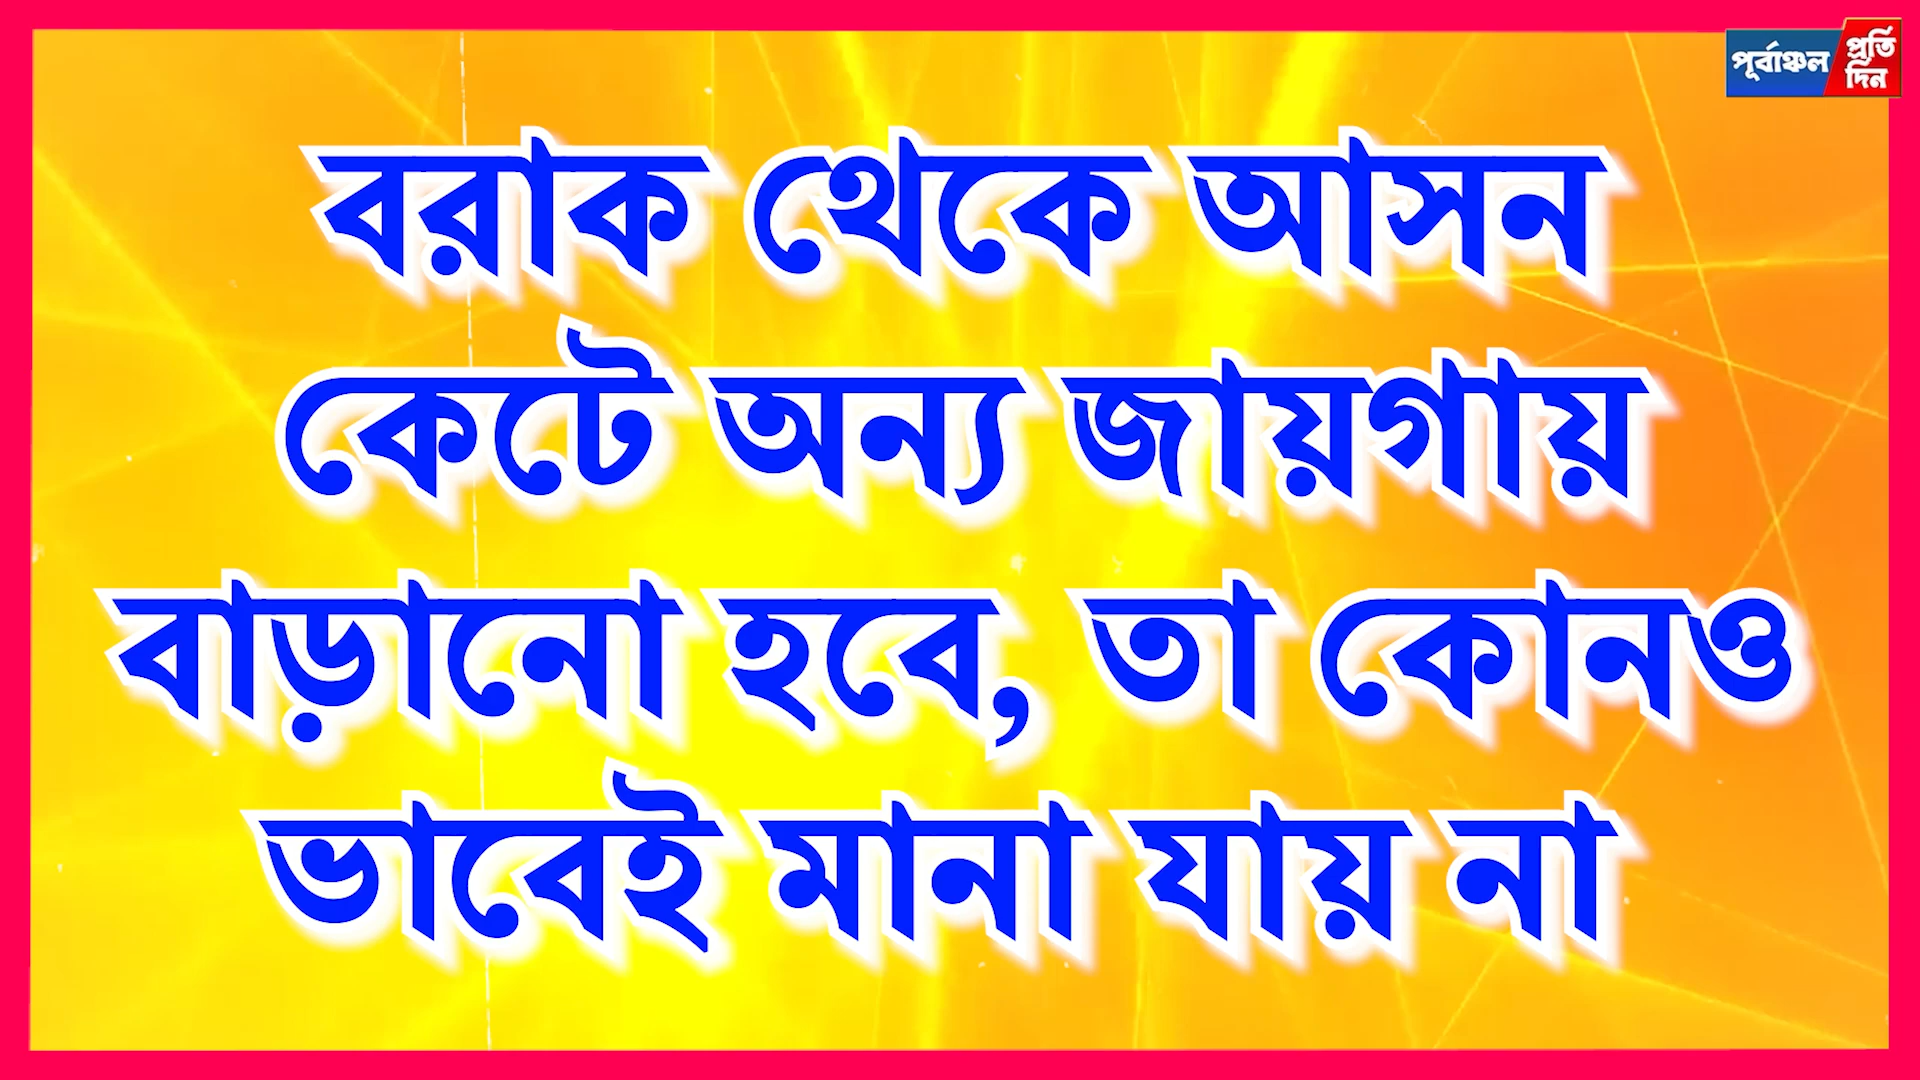 পূর্বাঞ্চল প্রতি
দিন
বরাক থেকে আসন
কেটে অন্য জায়গায়
বাড়ানো হবে, তা কোনও
ভাবেই মানা যায় না